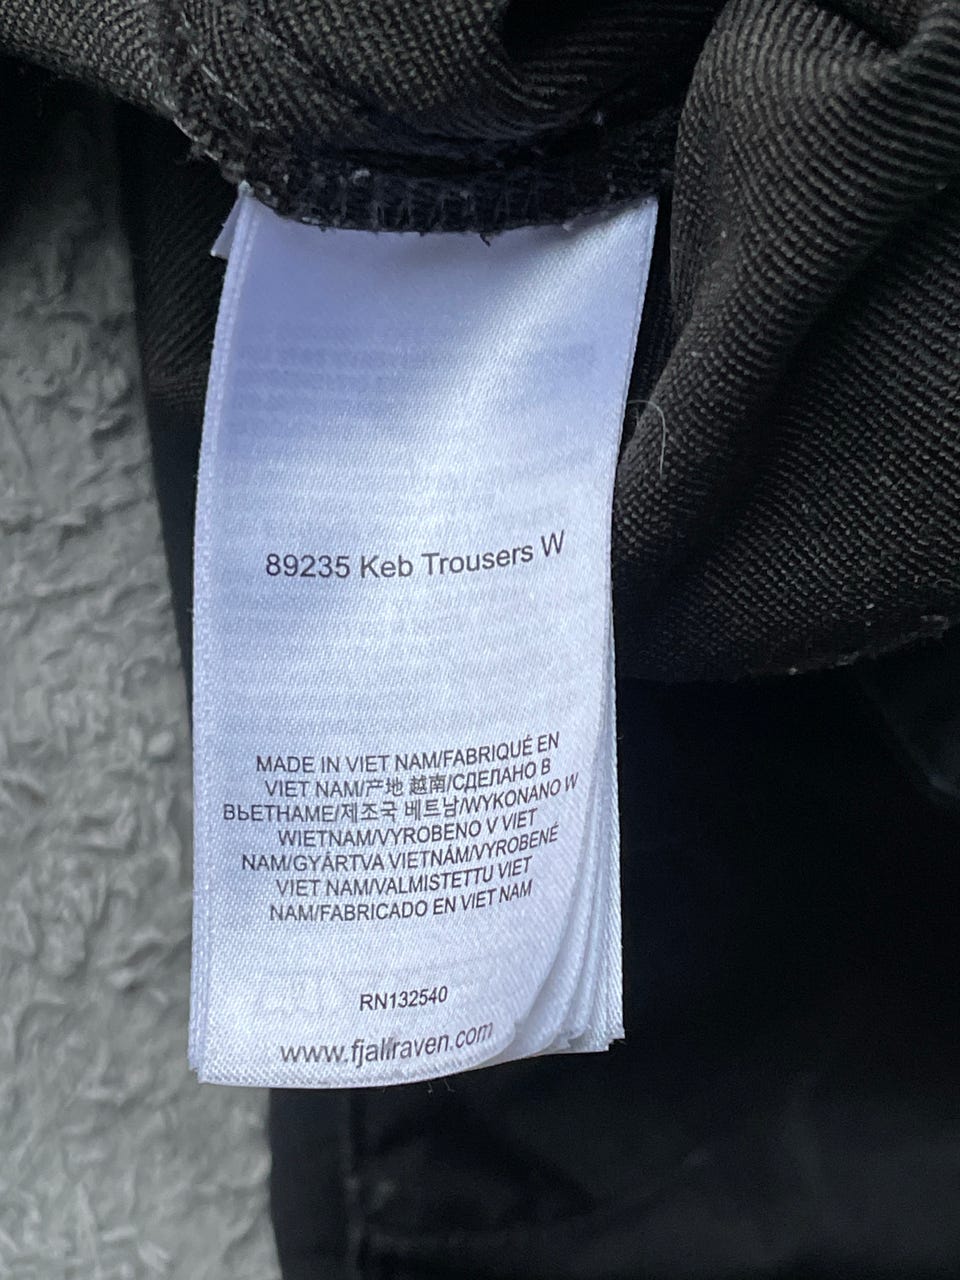 89235 Keb Trousers W
MADE IN VIET NAM/FABRIQUÉ EN
VIET NAM/产地 越南/СДЕЛАНО В
ВЬЕТНАМЕ/제조국 베트남/WYKONANO W
WIETNAM/VYROBENO V VIET
NAM/GYÁRTVA VIETNÁM/VYROBENÉ
VIET NAM/VALMISTETTU VIET
NAM/FABRICADO EN VIET NAM
RN132540
www.fjallraven.com